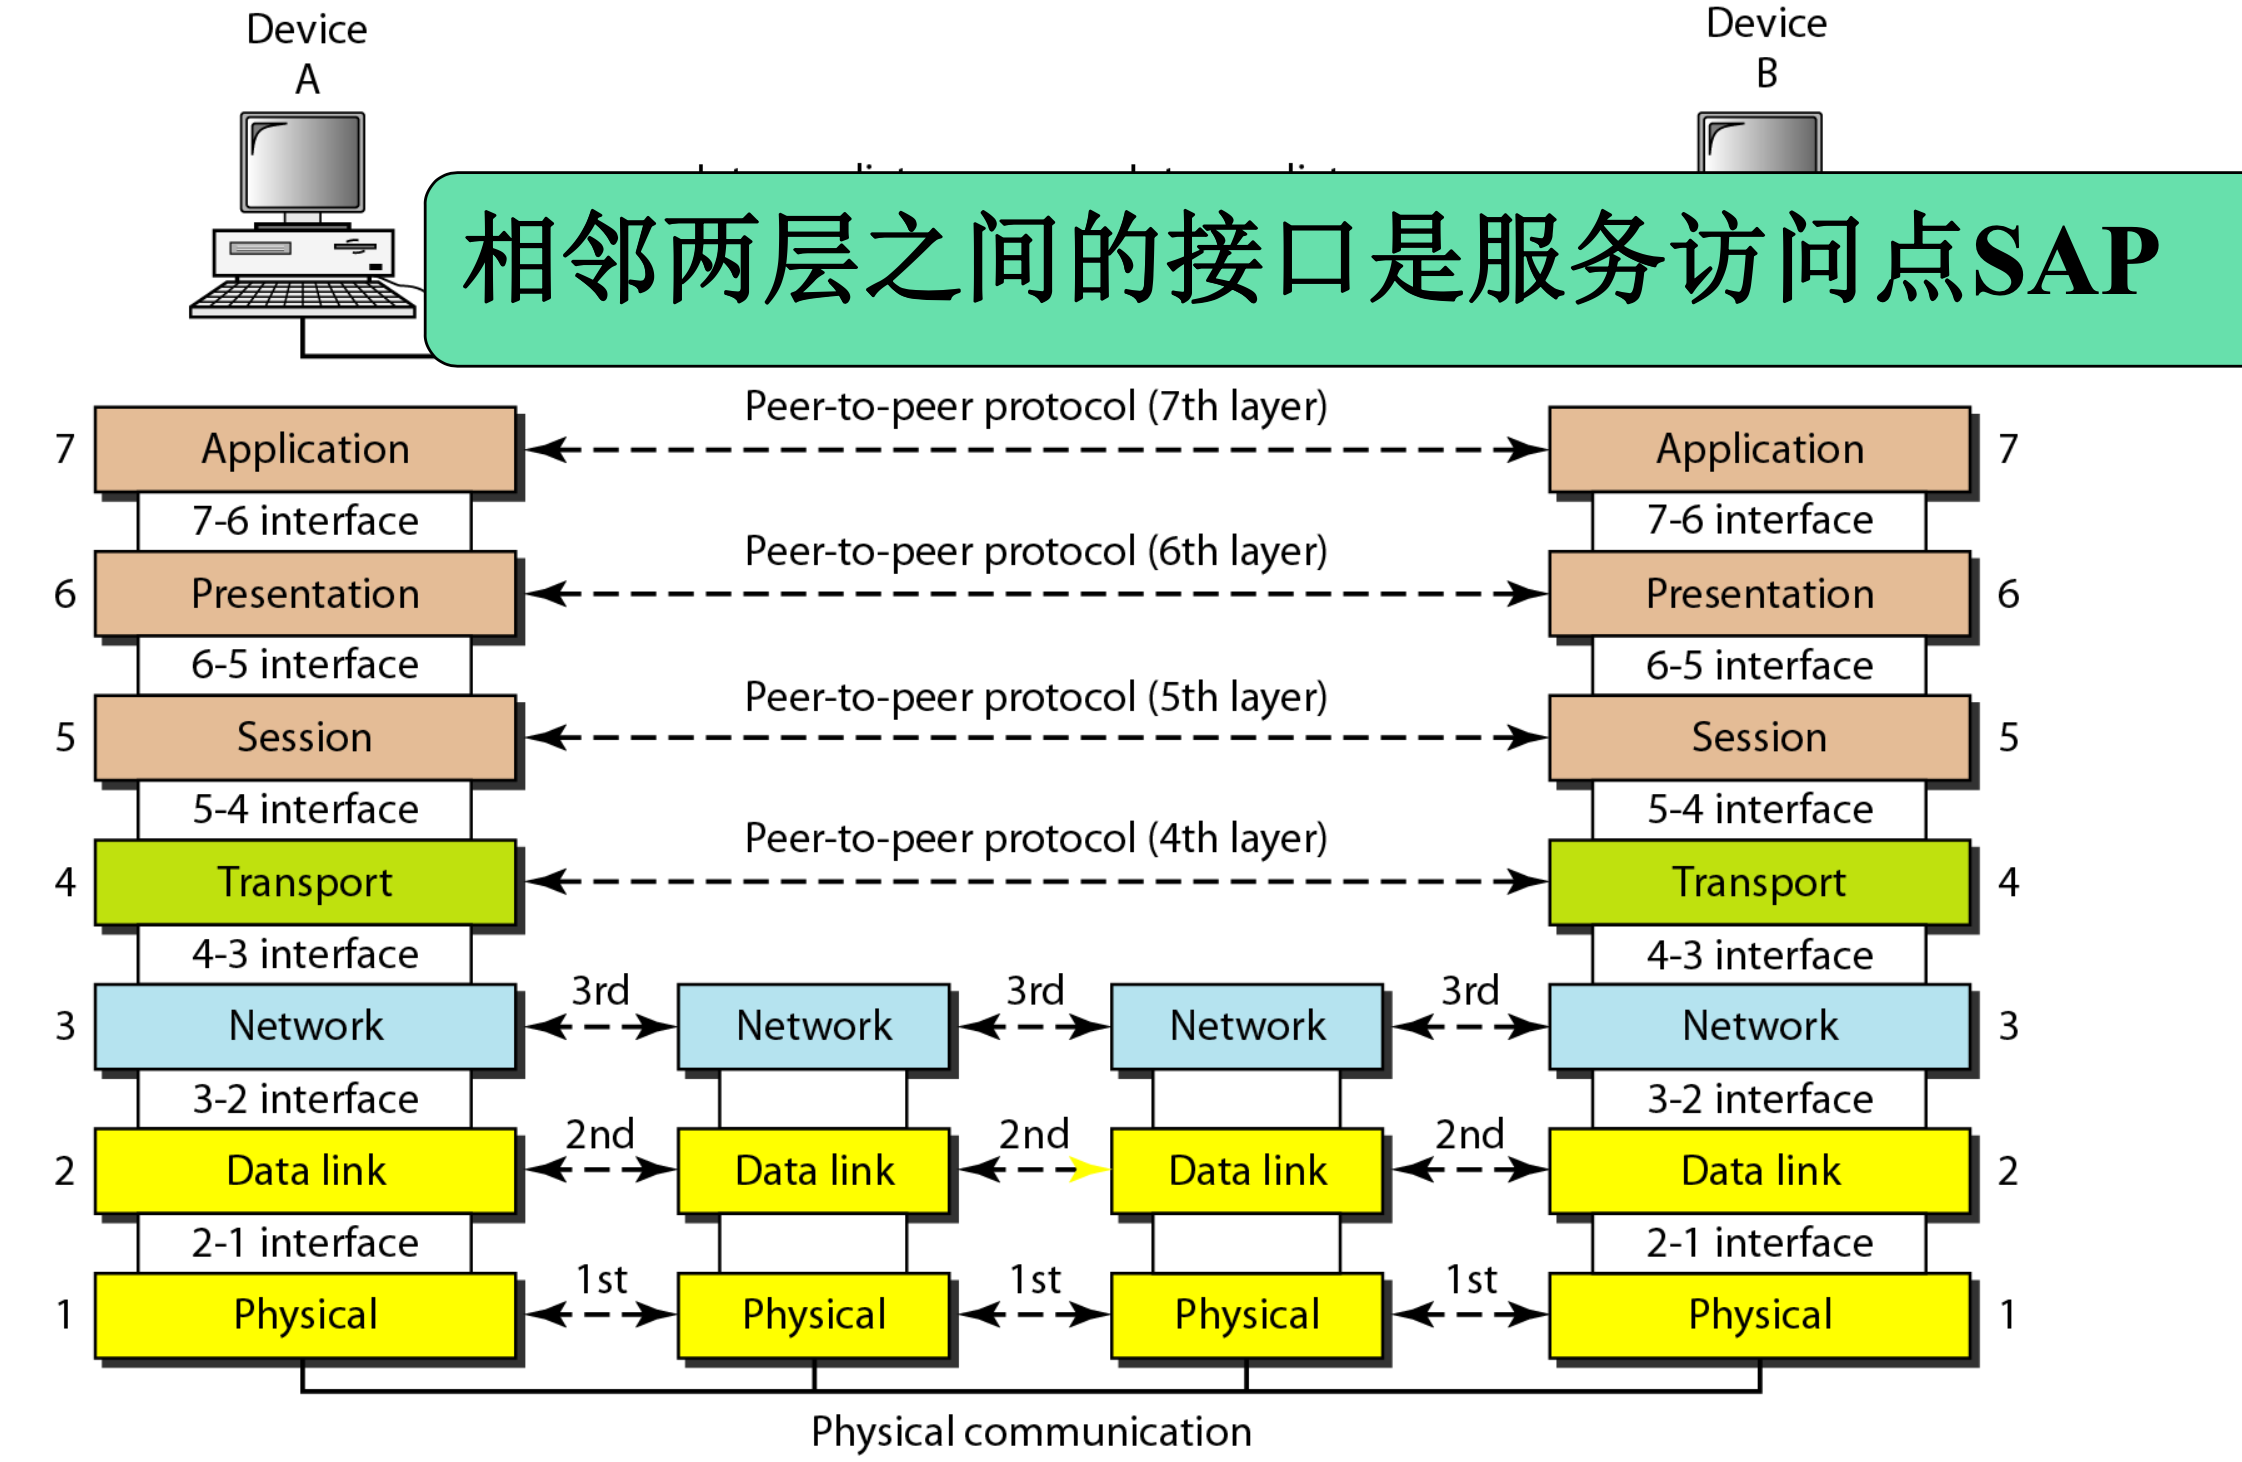 Device
A
Device
B
相邻两层之间的接口是服务访问点SAP
Peer-to-peer protocol (7th layer)
7 Application Application 7
7-6 interface 7-6 interface
Peer-to-peer protocol (6th layer)
6 Presentation Presentation 6
6-5 interface 6-5 interface
Peer-to-peer protocol (5th layer)
5 Session Session 5
5-4 interface 5-4 interface
Peer-to-peer protocol (4th layer)
4 Transport Transport 4
4-3 interface 4-3 interface
3rd 3rd 3rd
3 Network Network Network Network 3
3-2 interface 3-2 interface
2nd 2nd 2nd
2 Data link Data link Data link Data link 2
2-1 interface 2-1 interface
1st 1st 1st
1 Physical Physical Physical Physical 1
Physical communication